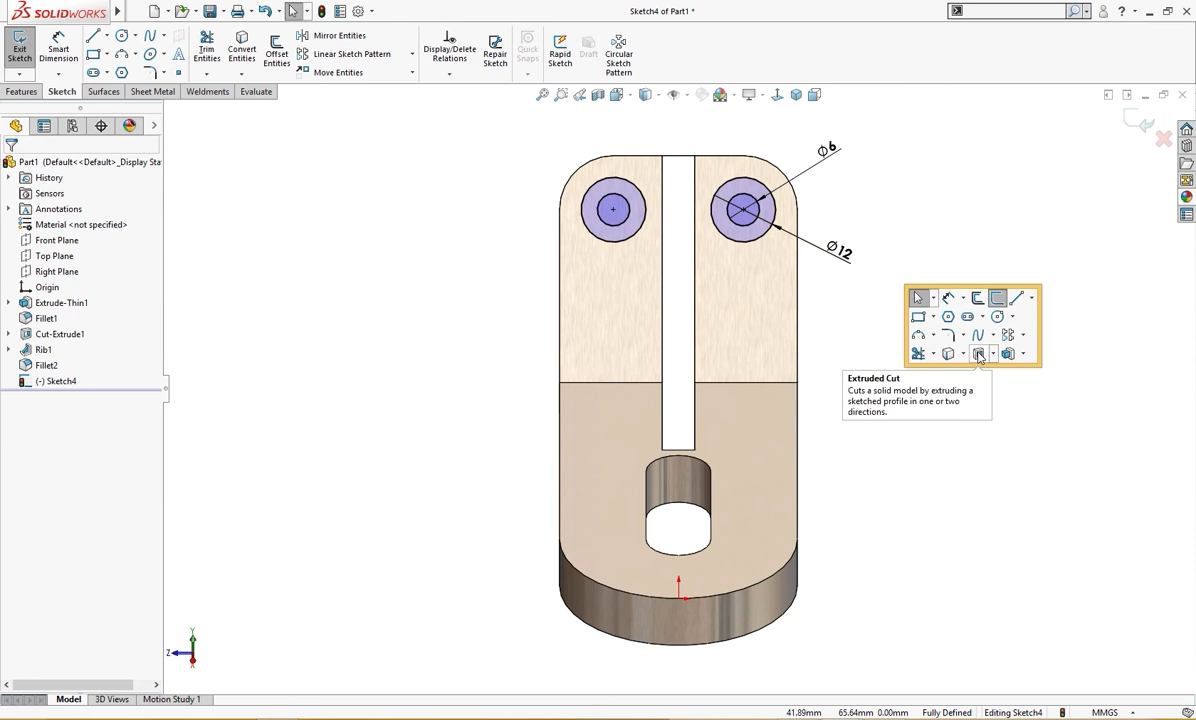 SOLIDWORKS
Sketch4 of Part1 *
Exit Sketch
Smart Dimension
Trim Entities
Convert Entities
Offset Entities
Mirror Entities
Linear Sketch Pattern
Move Entities
Display/Delete Relations
Repair Sketch
Quick Snaps
Rapid Sketch
Draft
Circular Sketch Pattern
Features
Sketch
Surfaces
Sheet Metal
Weldments
Evaluate
Part1 (Default<<Default>_Display Sta
History
Sensors
Annotations
Material <not specified>
Front Plane
Top Plane
Right Plane
Origin
Extrude-Thin1
Fillet1
Cut-Extrude1
Rib1
Fillet2
(-) Sketch4
∅6
∅12
Extruded Cut
Cuts a solid model by extruding a
sketched profile in one or two
directions.
Y
Z
X
Model
3D Views
Motion Study 1
41.89mm
65.64mm 0.00mm
Fully Defined
Editing Sketch4
MMGS